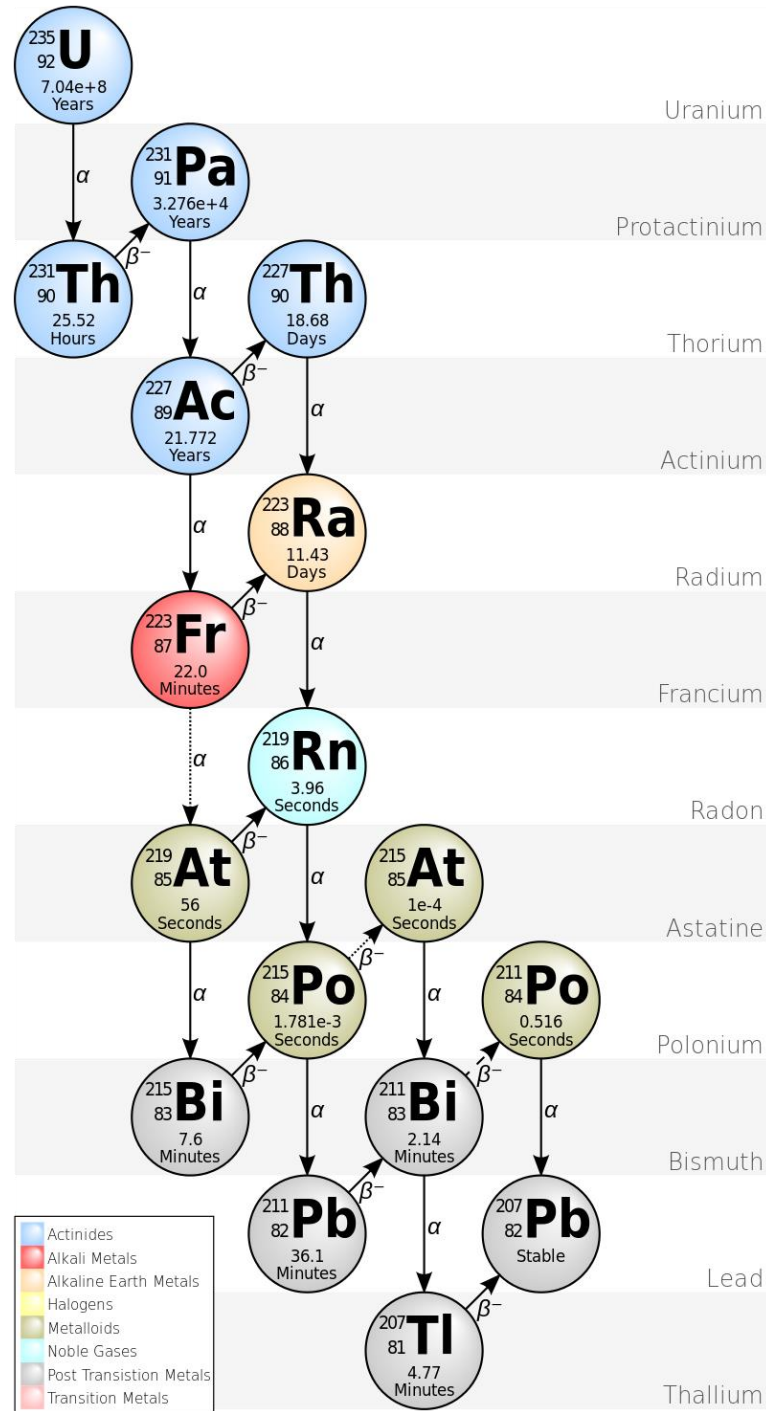 235
92
U
7.04e+8
Years
Uranium
α
231
91
Pa
3.276e+4
Years
Protactinium
β⁻
231
90
Th
25.52
Hours
α
227
90
Th
18.68
Days
Thorium
β⁻
227
89
Ac
21.772
Years
α
Actinium
α
223
88
Ra
11.43
Days
Radium
β⁻
223
87
Fr
22.0
Minutes
α
Francium
α
219
86
Rn
3.96
Seconds
Radon
β⁻
219
85
At
56
Seconds
α
215
85
At
1e-4
Seconds
Astatine
β⁻
α
215
84
Po
1.781e-3
Seconds
α
211
84
Po
0.516
Seconds
Polonium
β⁻
β⁻
215
83
Bi
7.6
Minutes
α
211
83
Bi
2.14
Minutes
α
Bismuth
β⁻
211
82
Pb
36.1
Minutes
α
207
82
Pb
Stable
Lead
β⁻
207
81
Tl
4.77
Minutes
Thallium
Actinides
Alkali Metals
Alkaline Earth Metals
Halogens
Metalloids
Noble Gases
Post Transistion Metals
Transition Metals